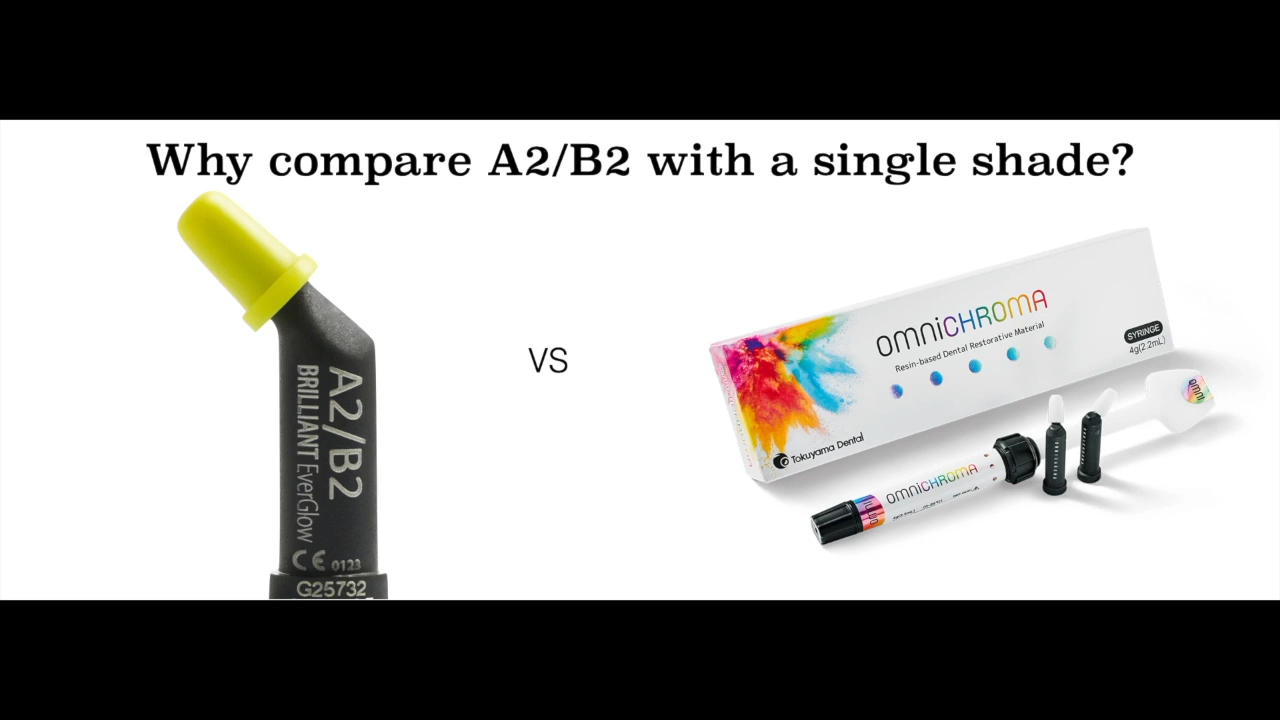 Why compare A2/B2 with a single shade?
A2/B2
BRILLIANT EverGlow
CE 0123
G25732
VS
OMNICHROMA
Resin-based Dental Restorative Material
SYRINGE
4g(2.2mL)
Tokuyama Dental
OMNICHROMA
omni